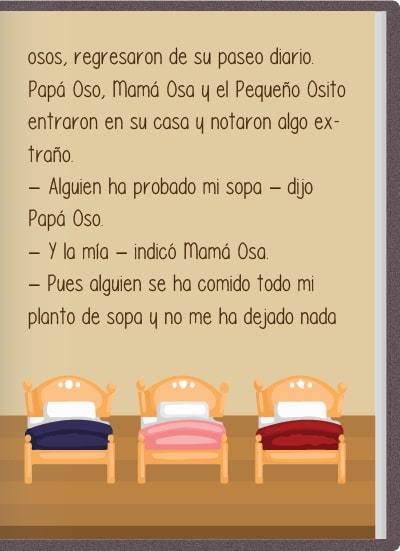 osos, regresaron de su paseo diario.
Papá Oso, Mamá Osa y el Pequeño Osito
entraron en su casa y notaron algo ex-
traño.
– Alguien ha probado mi sopa – dijo
Papá Oso.
– Y la mía – indicó Mamá Osa.
– Pues alguien se ha comido todo mi
planto de sopa y no me ha dejado nada